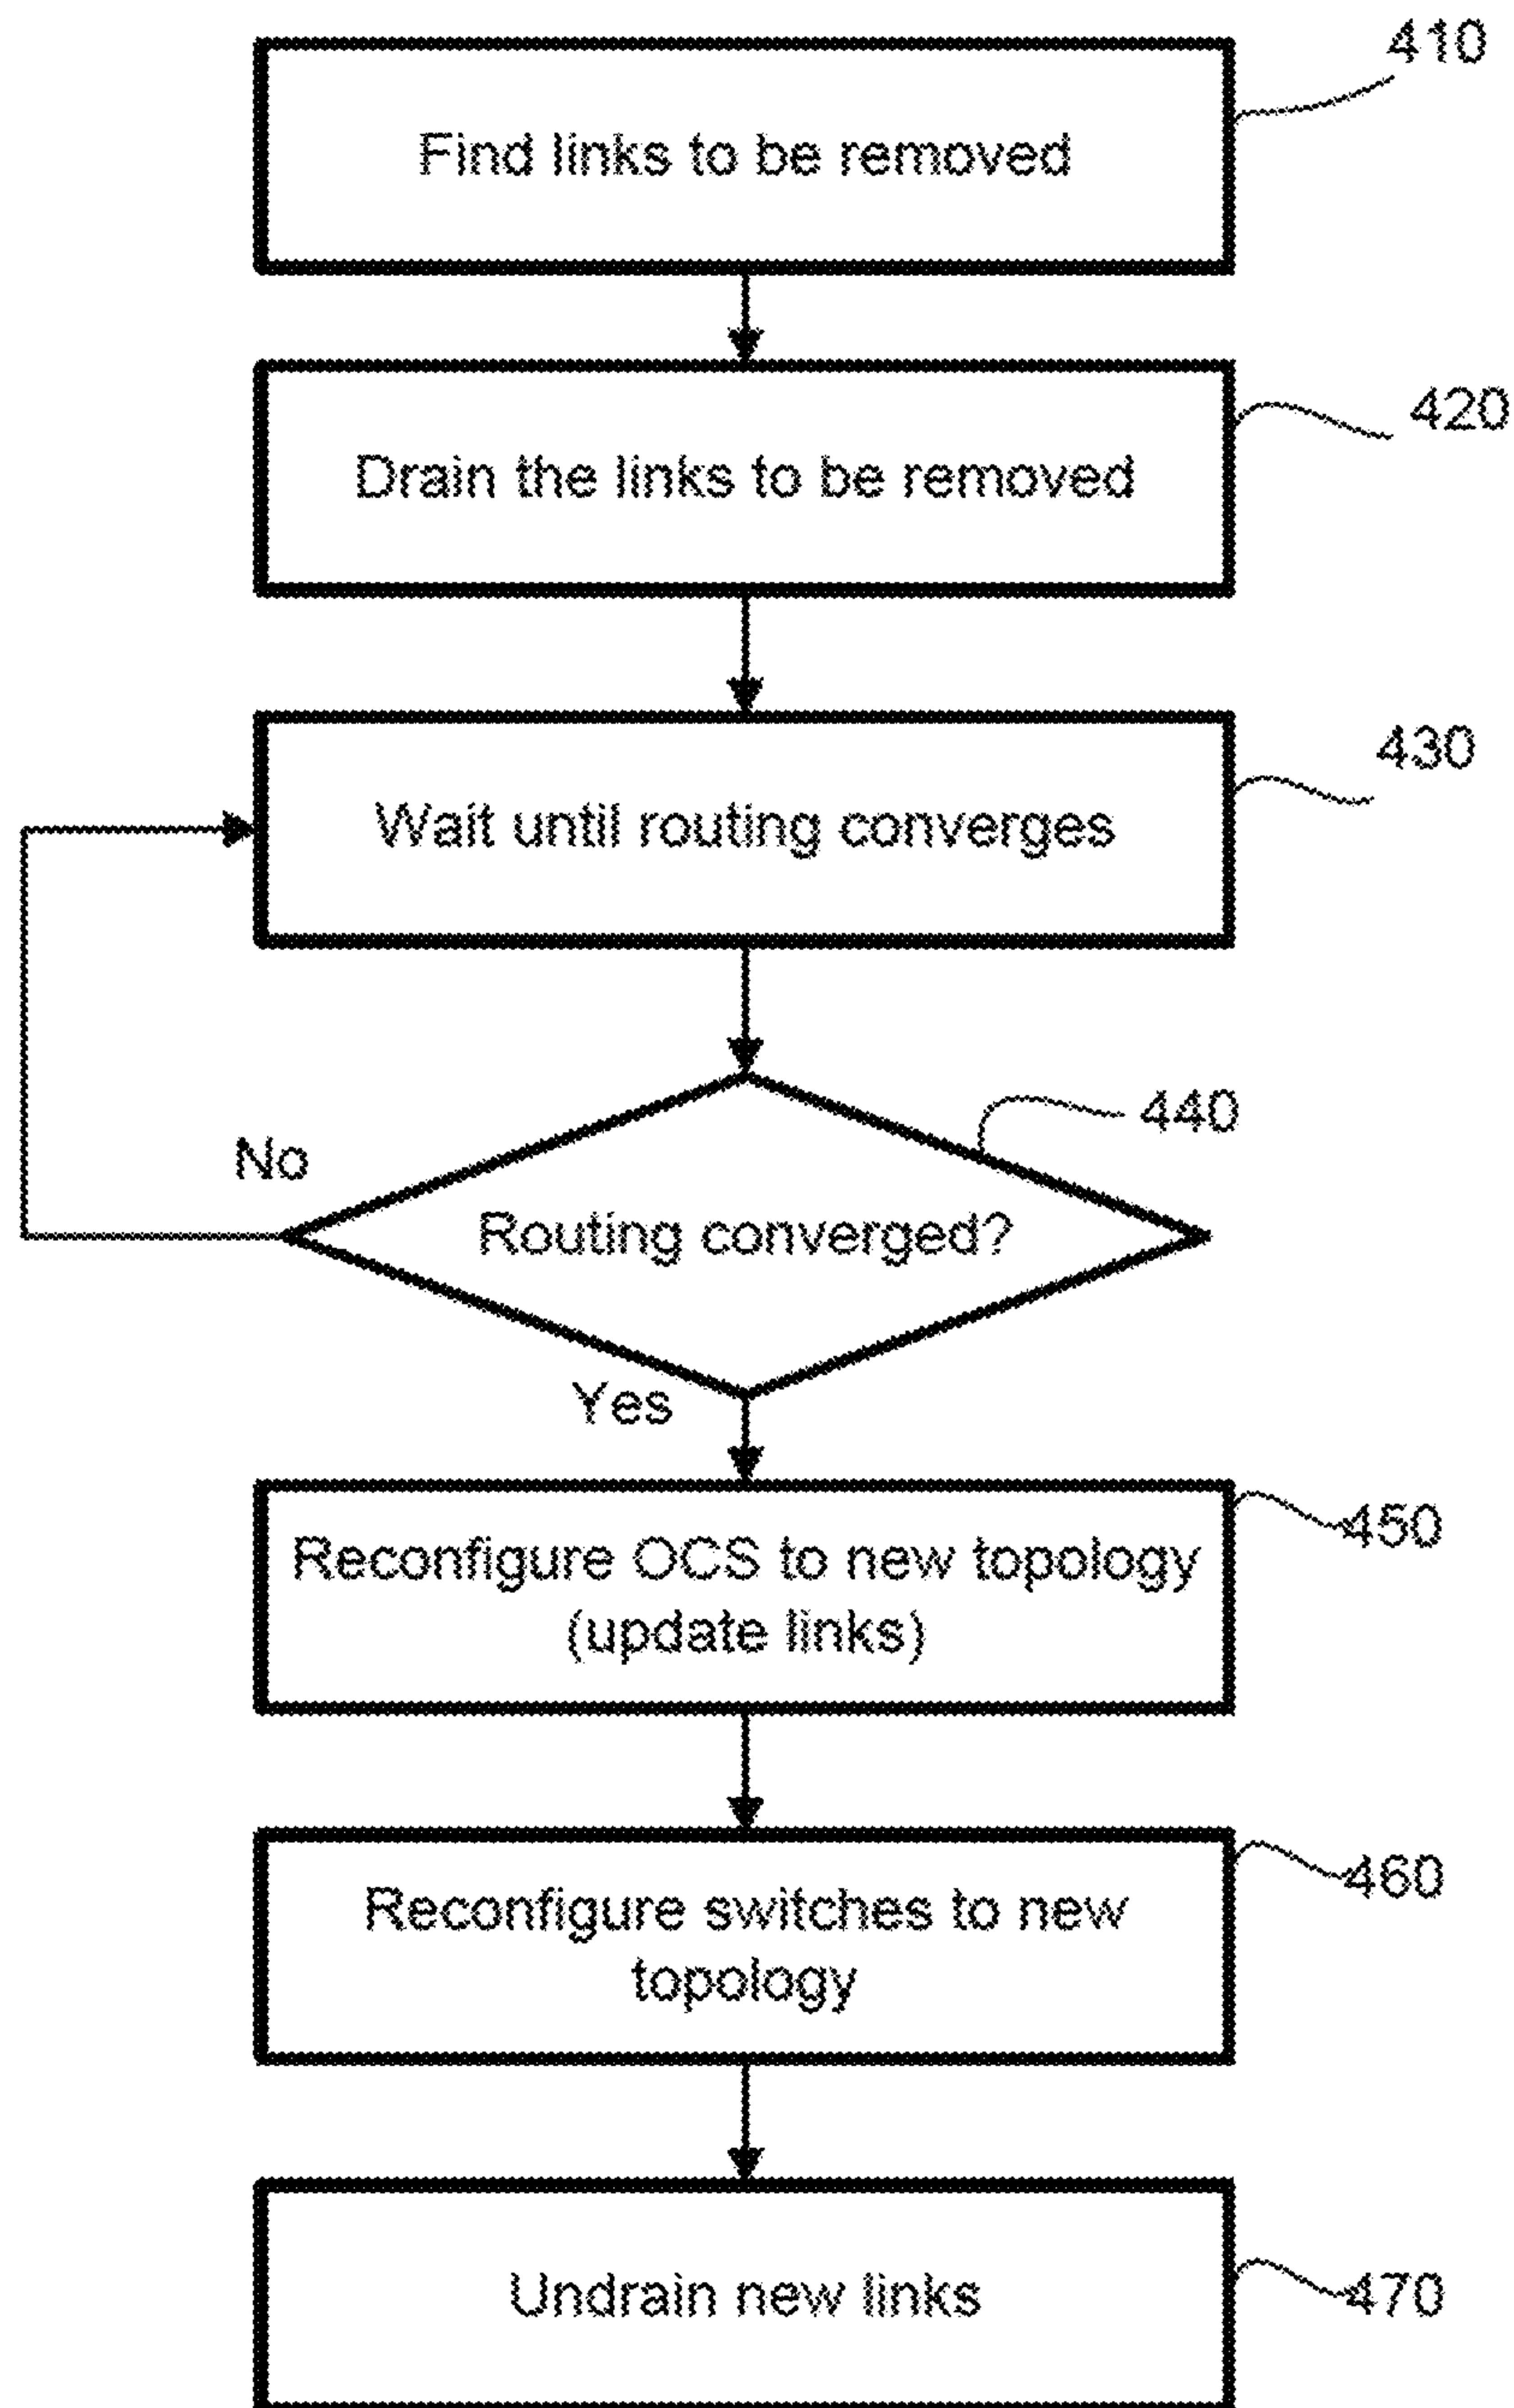 410
Find links to be removed
420
Drain the links to be removed
430
Wait until routing converges
440
No
Routing converged?
Yes
450
Reconfigure OCS to new topology
(update links)
460
Reconfigure switches to new
topology
470
Undrain new links